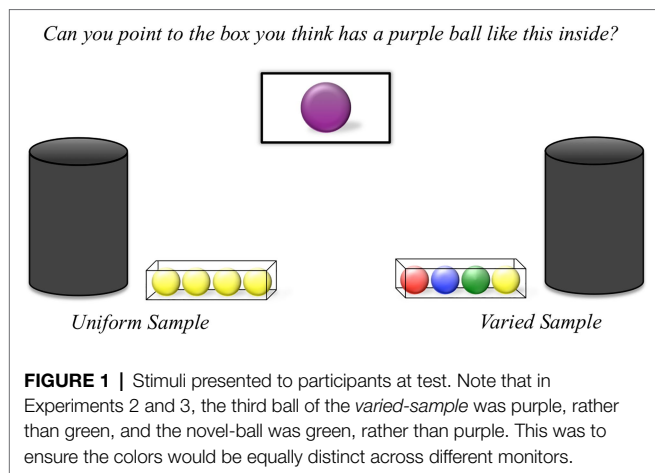 Can you point to the box you think has a purple ball like this inside?
Uniform Sample
Varied Sample
FIGURE 1 | Stimuli presented to participants at test. Note that in
Experiments 2 and 3, the third ball of the varied-sample was purple, rather
than green, and the novel-ball was green, rather than purple. This was to
ensure the colors would be equally distinct across different monitors.